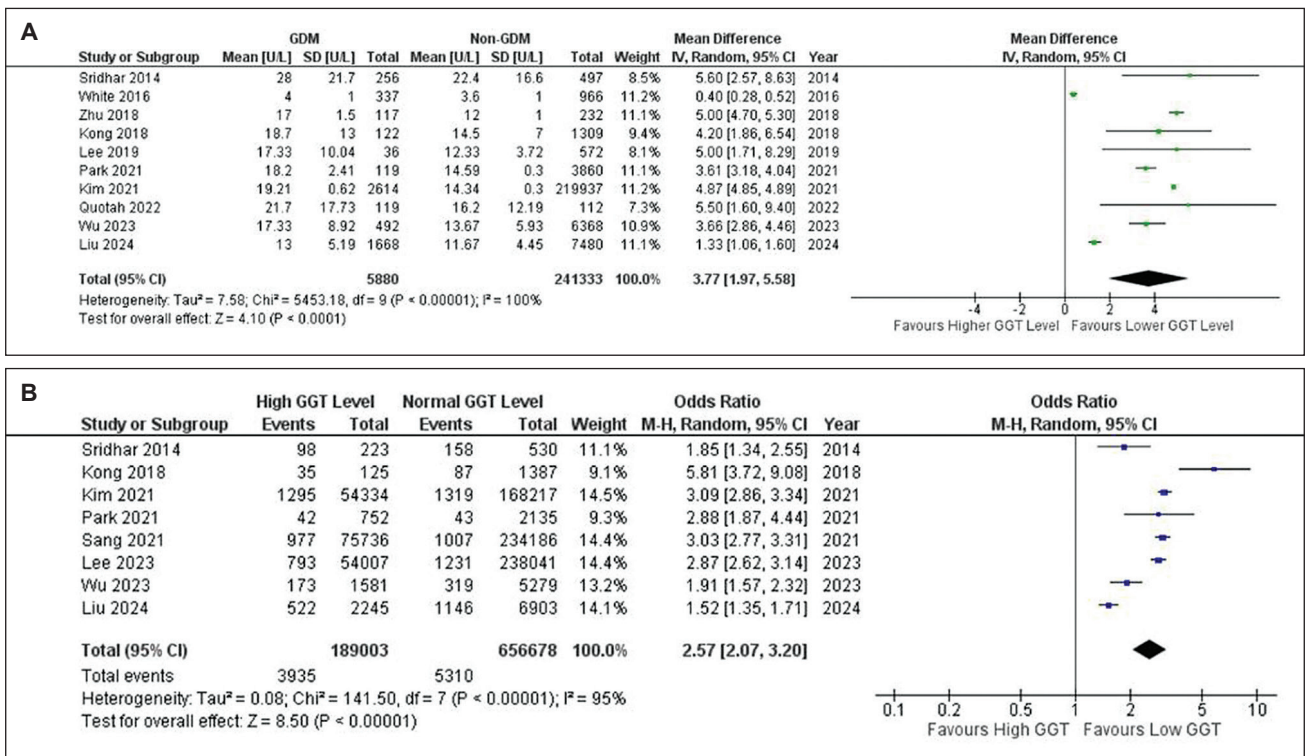 A
GDM Non-GDM Mean Difference Mean Difference
Study or Subgroup Mean [U/L] SD [U/L] Total Mean [U/L] SD [U/L] Total Weight IV, Random, 95% CI Year IV, Random, 95% CI
Sridhar 2014 28 21.7 256 22.4 16.6 497 8.5% 5.60 [2.57, 8.63] 2014
White 2016 4 1 337 3.6 1 966 11.2% 0.40 [0.28, 0.52] 2016
Zhu 2018 17 1.5 117 12 1 232 11.1% 5.00 [4.70, 5.30] 2018
Kong 2018 18.7 13 122 14.5 7 1309 9.4% 4.20 [1.86, 6.54] 2018
Lee 2019 17.33 10.04 36 12.33 3.72 572 8.1% 5.00 [1.71, 8.29] 2019
Park 2021 18.2 2.41 119 14.59 0.3 3860 11.1% 3.61 [3.18, 4.04] 2021
Kim 2021 19.21 0.62 2614 14.34 0.3 219937 11.2% 4.87 [4.85, 4.89] 2021
Quotah 2022 21.7 17.73 119 16.2 12.19 112 7.3% 5.50 [1.60, 9.40] 2022
Wu 2023 17.33 8.92 492 13.67 5.93 6368 10.9% 3.66 [2.86, 4.46] 2023
Liu 2024 13 5.19 1668 11.67 4.45 7480 11.1% 1.33 [1.06, 1.60] 2024
Total (95% CI) 5880 241333 100.0% 3.77 [1.97, 5.58]
Heterogeneity: Tau² = 7.58; Chi² = 5453.18, df = 9 (P < 0.00001); I² = 100%
Test for overall effect: Z = 4.10 (P < 0.0001)
-4 -2 0 2 4
Favours Higher GGT Level Favours Lower GGT Level
B
High GGT Level Normal GGT Level Odds Ratio Odds Ratio
Study or Subgroup Events Total Events Total Weight M-H, Random, 95% CI Year M-H, Random, 95% CI
Sridhar 2014 98 223 158 530 11.1% 1.85 [1.34, 2.55] 2014
Kong 2018 35 125 87 1387 9.1% 5.81 [3.72, 9.08] 2018
Kim 2021 1295 54334 1319 168217 14.5% 3.09 [2.86, 3.34] 2021
Park 2021 42 752 43 2135 9.3% 2.88 [1.87, 4.44] 2021
Sang 2021 977 75736 1007 234186 14.4% 3.03 [2.77, 3.31] 2021
Lee 2023 793 54007 1231 238041 14.4% 2.87 [2.62, 3.14] 2023
Wu 2023 173 1581 319 5279 13.2% 1.91 [1.57, 2.32] 2023
Liu 2024 522 2245 1146 6903 14.1% 1.52 [1.35, 1.71] 2024
Total (95% CI) 189003 656678 100.0% 2.57 [2.07, 3.20]
Total events 3935 5310
Heterogeneity: Tau² = 0.08; Chi² = 141.50, df = 7 (P < 0.00001); I² = 95%
Test for overall effect: Z = 8.50 (P < 0.00001)
0.1 0.2 0.5 1 2 5 10
Favours High GGT Favours Low GGT